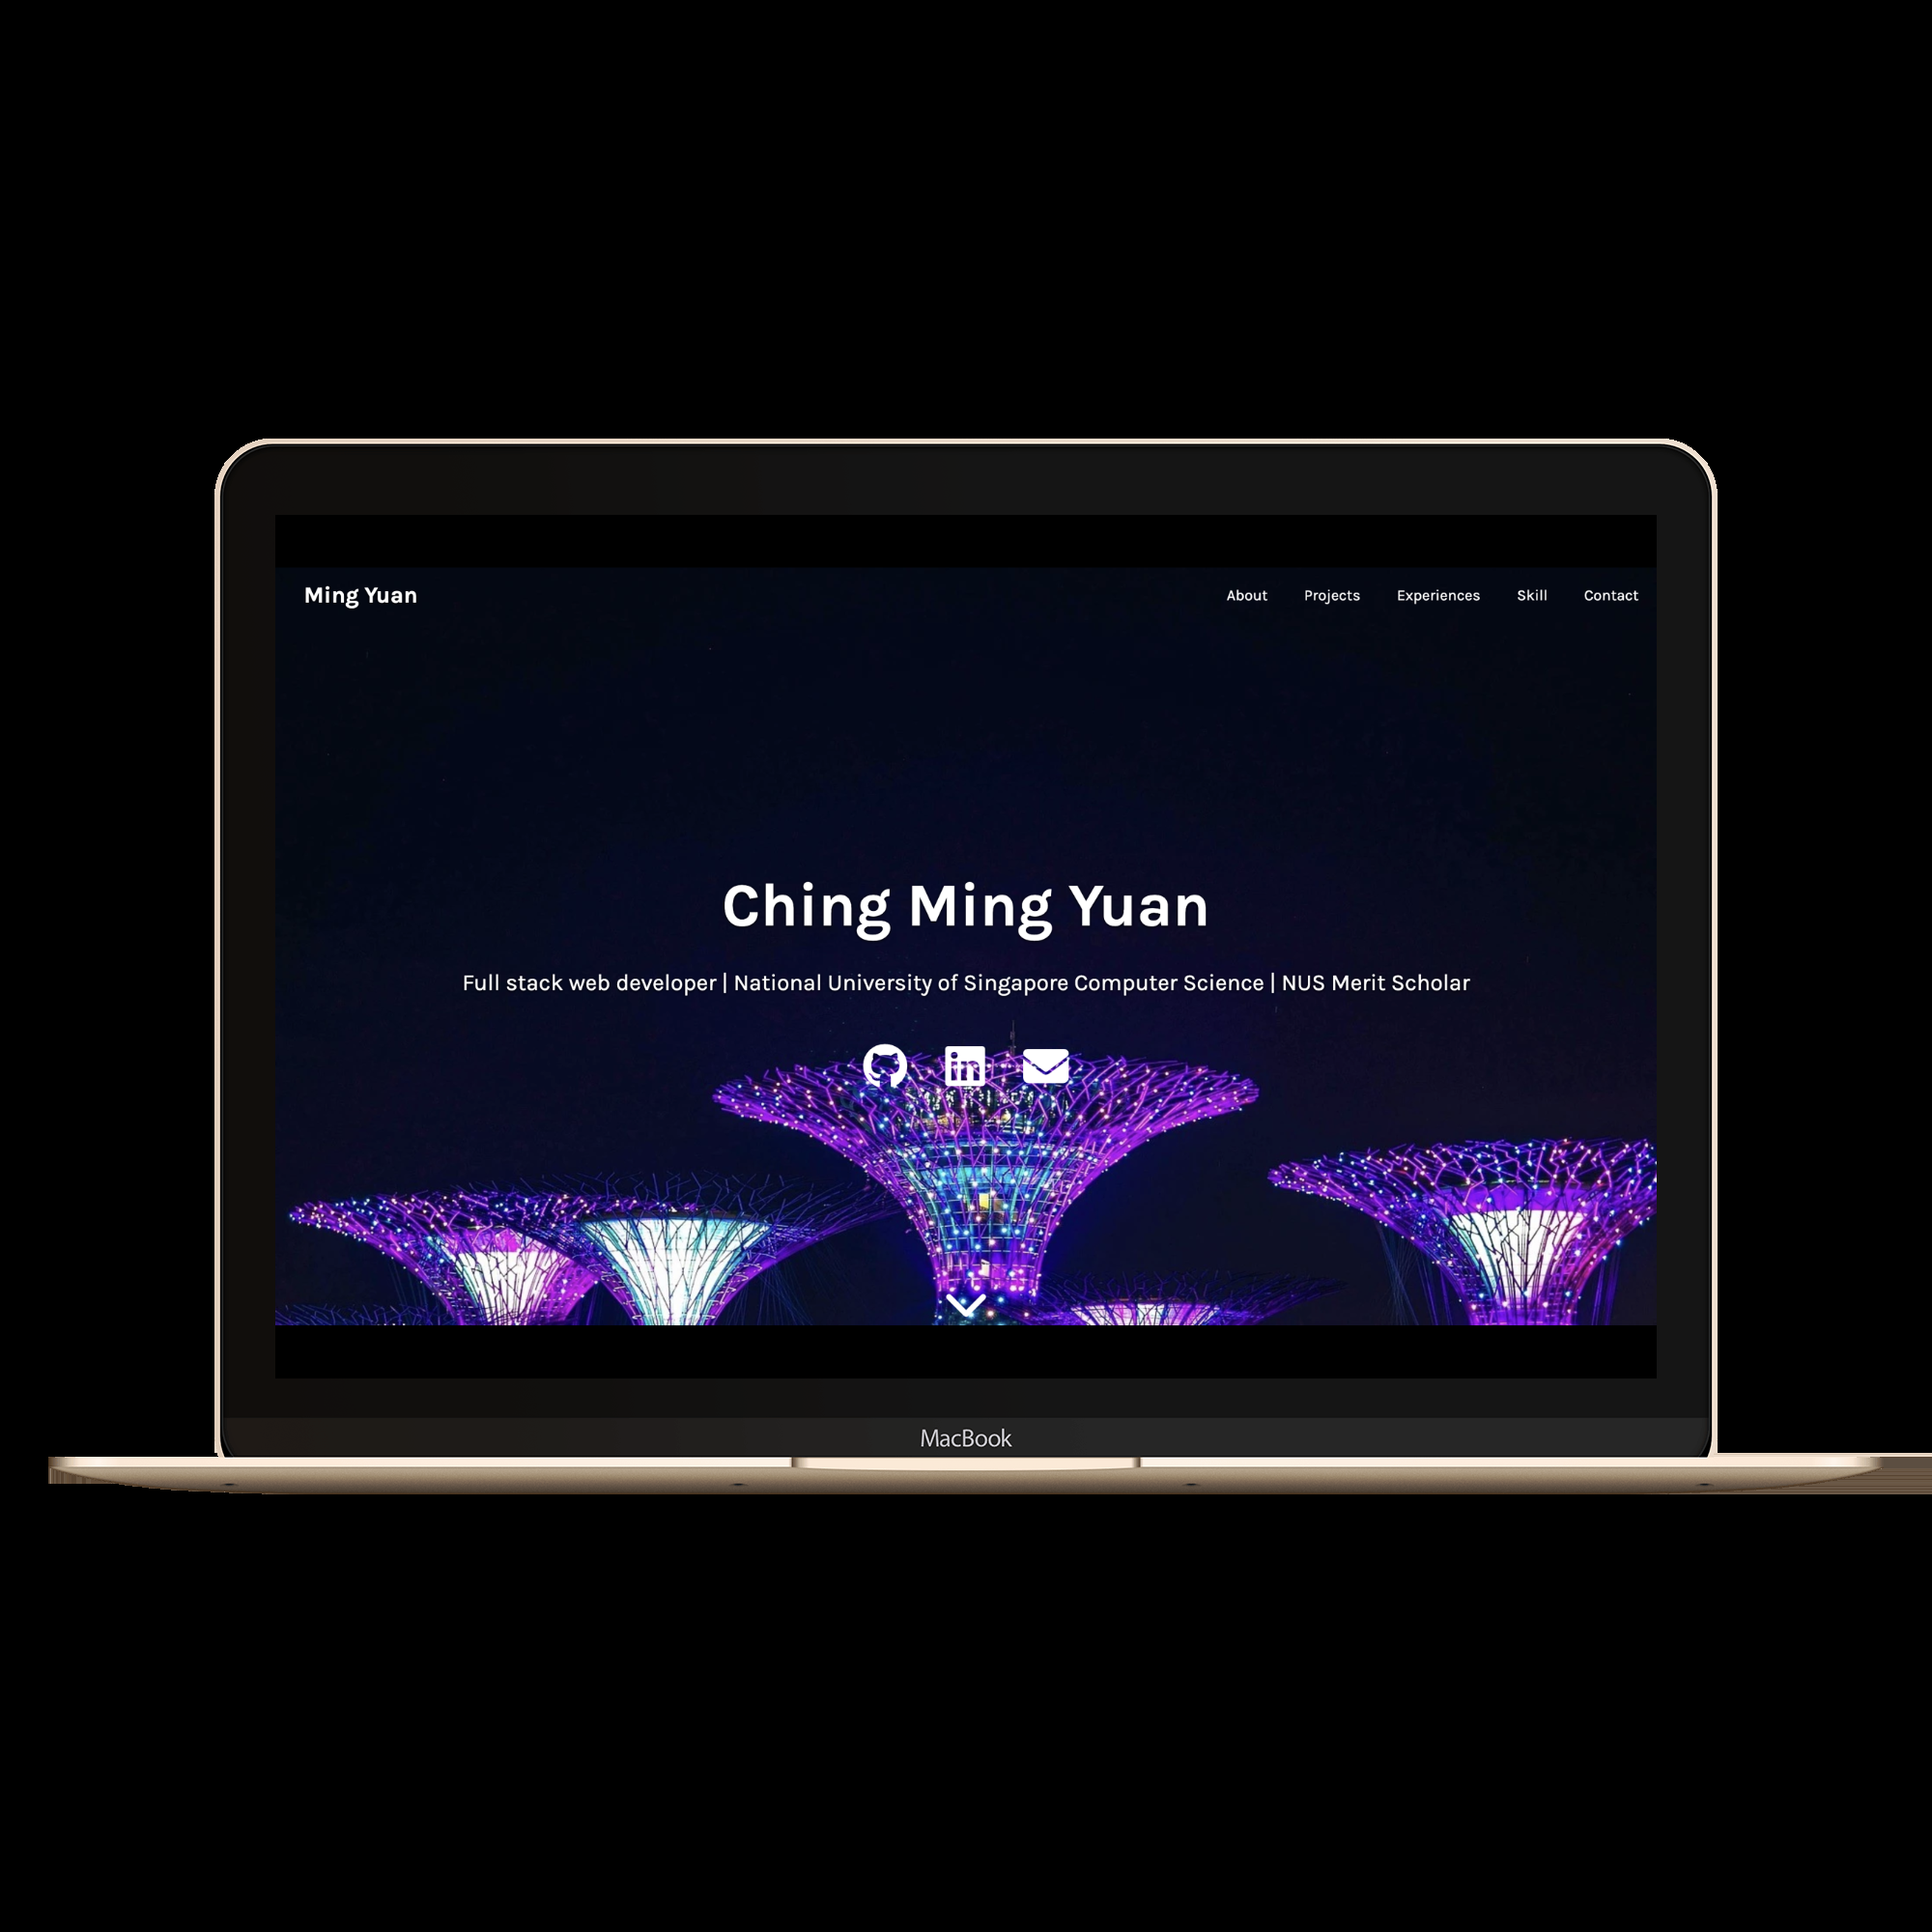 Ming Yuan
About Projects Experiences Skill Contact
Ching Ming Yuan
Full stack web developer | National University of Singapore Computer Science | NUS Merit Scholar
in
MacBook